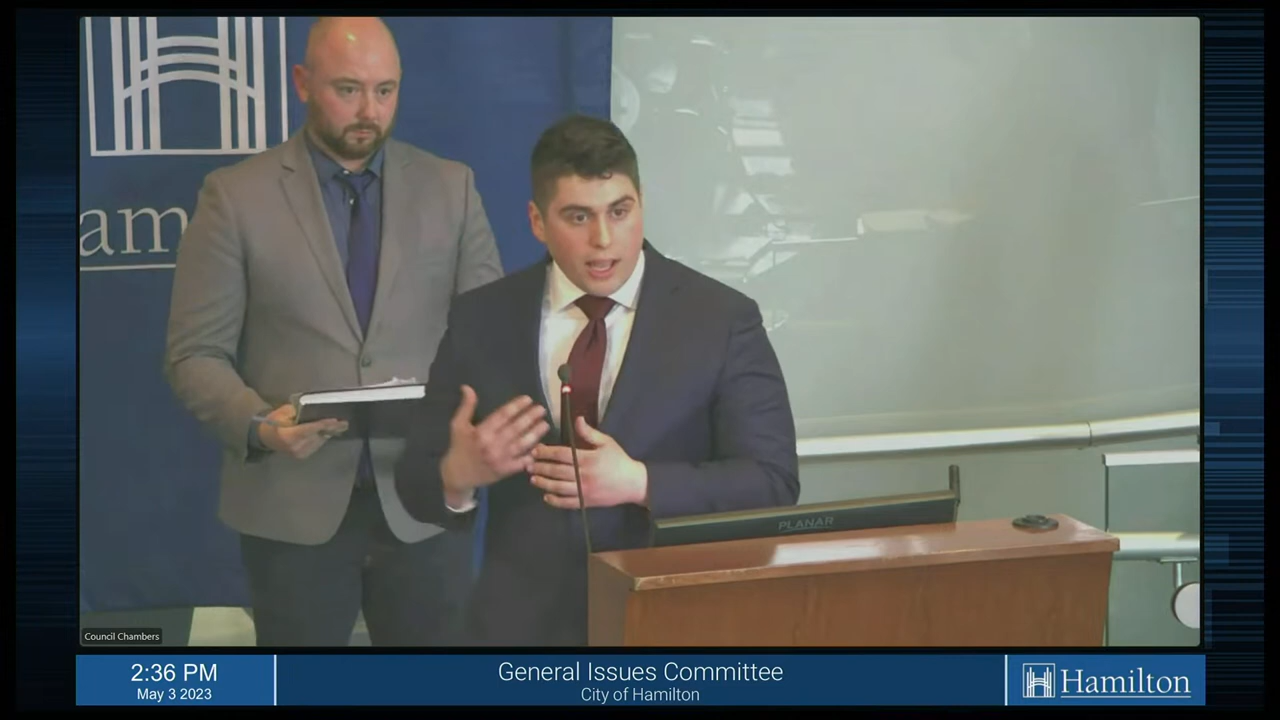 am
PLANAR
Council Chambers
2:36 PM
May 3 2023
General Issues Committee
City of Hamilton
Hamilton